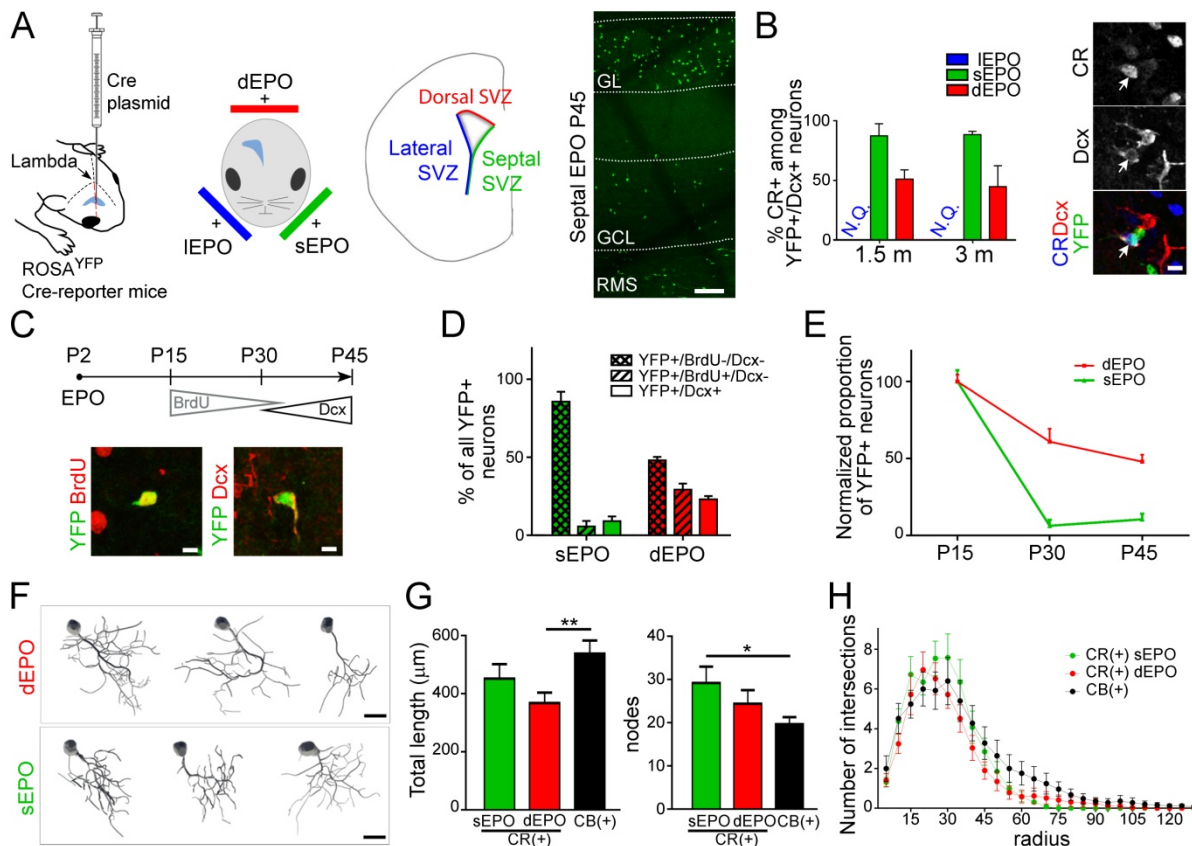 A
Cre
plasmid
Lambda
ROSA^YFP
Cre-reporter mice
dEPO
+
+
lEPO
+
sEPO
Dorsal SVZ
Lateral
SVZ
Septal
SVZ
Septal EPO P45
GL
GCL
RMS
B
lEPO
sEPO
dEPO
% CR+ among
YFP+/Dcx+ neurons
100
50
0
N.Q.
N.Q.
1.5 m
3 m
CR
Dcx
CRDcx
YFP
C
P2
P15
P30
P45
EPO
BrdU
Dcx
YFP BrdU
YFP Dcx
D
YFP+/BrdU-/Dcx-
YFP+/BrdU+/Dcx-
YFP+/Dcx+
% of all YFP+
neurons
100
50
0
sEPO
dEPO
E
dEPO
sEPO
Normalized proportion
of YFP+ neurons
100
50
0
P15
P30
P45
F
dEPO
sEPO
G
Total length (µm)
600
400
200
0
**
sEPO
dEPO
CB(+)
CR(+)
nodes
40
30
20
10
0
*
sEPO
dEPO
CB(+)
CR(+)
H
Number of intersections
8
6
4
2
0
CR(+) sEPO
CR(+) dEPO
CB(+)
15
30
45
60
75
90
105
120
radius